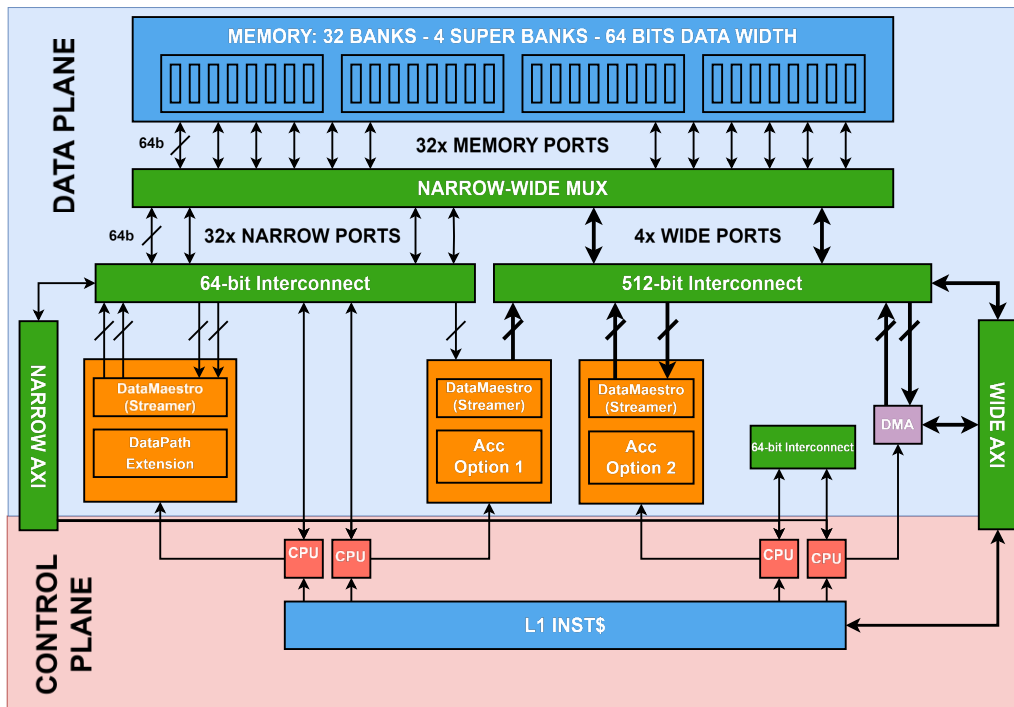 DATA PLANE
MEMORY: 32 BANKS - 4 SUPER BANKS - 64 BITS DATA WIDTH
64b
32x MEMORY PORTS
NARROW-WIDE MUX
64b
32x NARROW PORTS
4x WIDE PORTS
64-bit Interconnect
512-bit Interconnect
NARROW AXI
DataMaestro
(Streamer)
DataPath
Extension
DataMaestro
(Streamer)
Acc
Option 1
DataMaestro
(Streamer)
Acc
Option 2
64-bit Interconnect
DMA
WIDE AXI
CONTROL
PLANE
CPU
CPU
CPU
CPU
L1 INST$